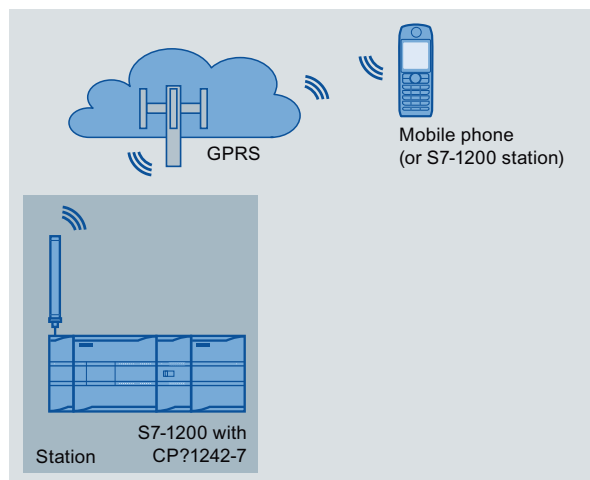 GPRS
Mobile phone
(or S7-1200 station)
S7-1200 with
Station CP?1242-7